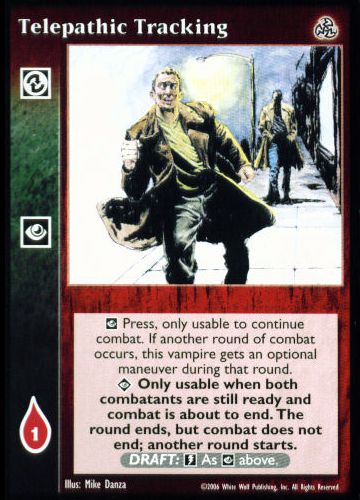 Telepathic Tracking
Press, only usable to continue
combat. If another round of combat
occurs, this vampire gets an optional
maneuver during that round.
Only usable when both
combatants are still ready and
combat is about to end. The
round ends, but combat does not
end; another round starts.
DRAFT: As above.
1
Illus: Mike Danza
©2006 White Wolf Publishing, Inc. All Rights Reserved